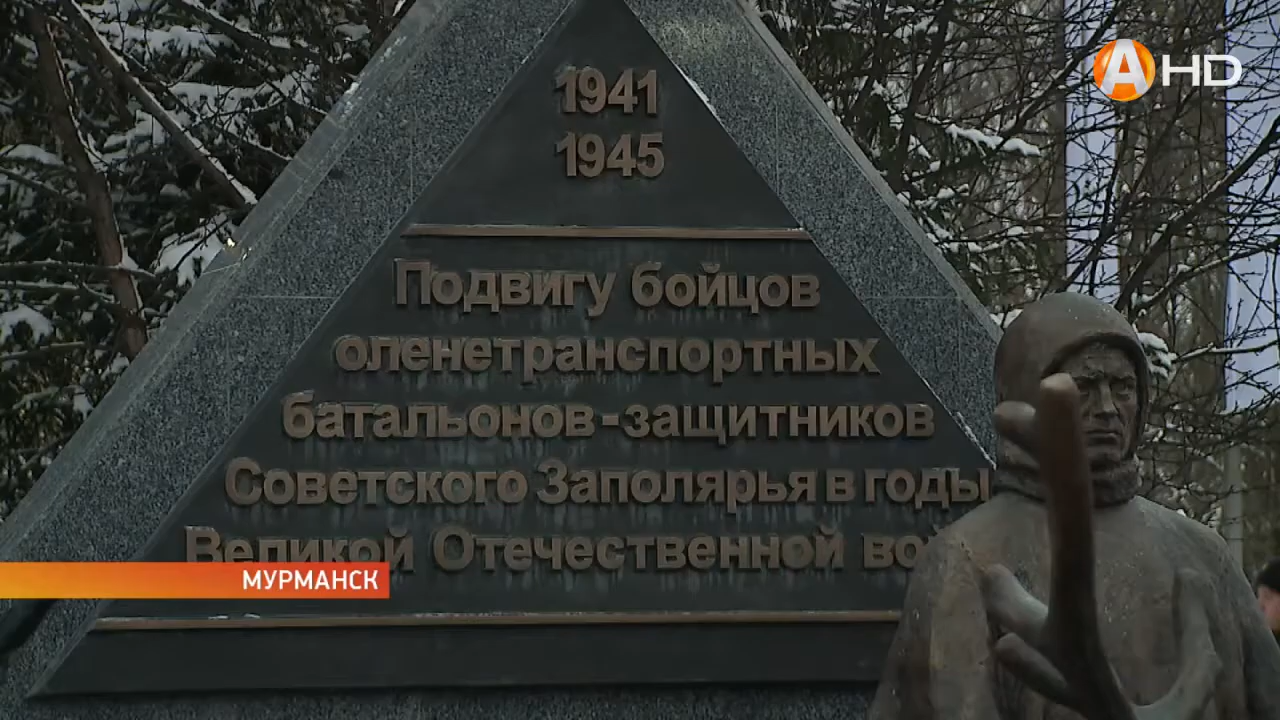 1941
1945
Подвигу бойцов
оленетранспортных
батальонов-защитников
Советского Заполярья в годы
Великой Отечественной
МУРМАНСК
А HD